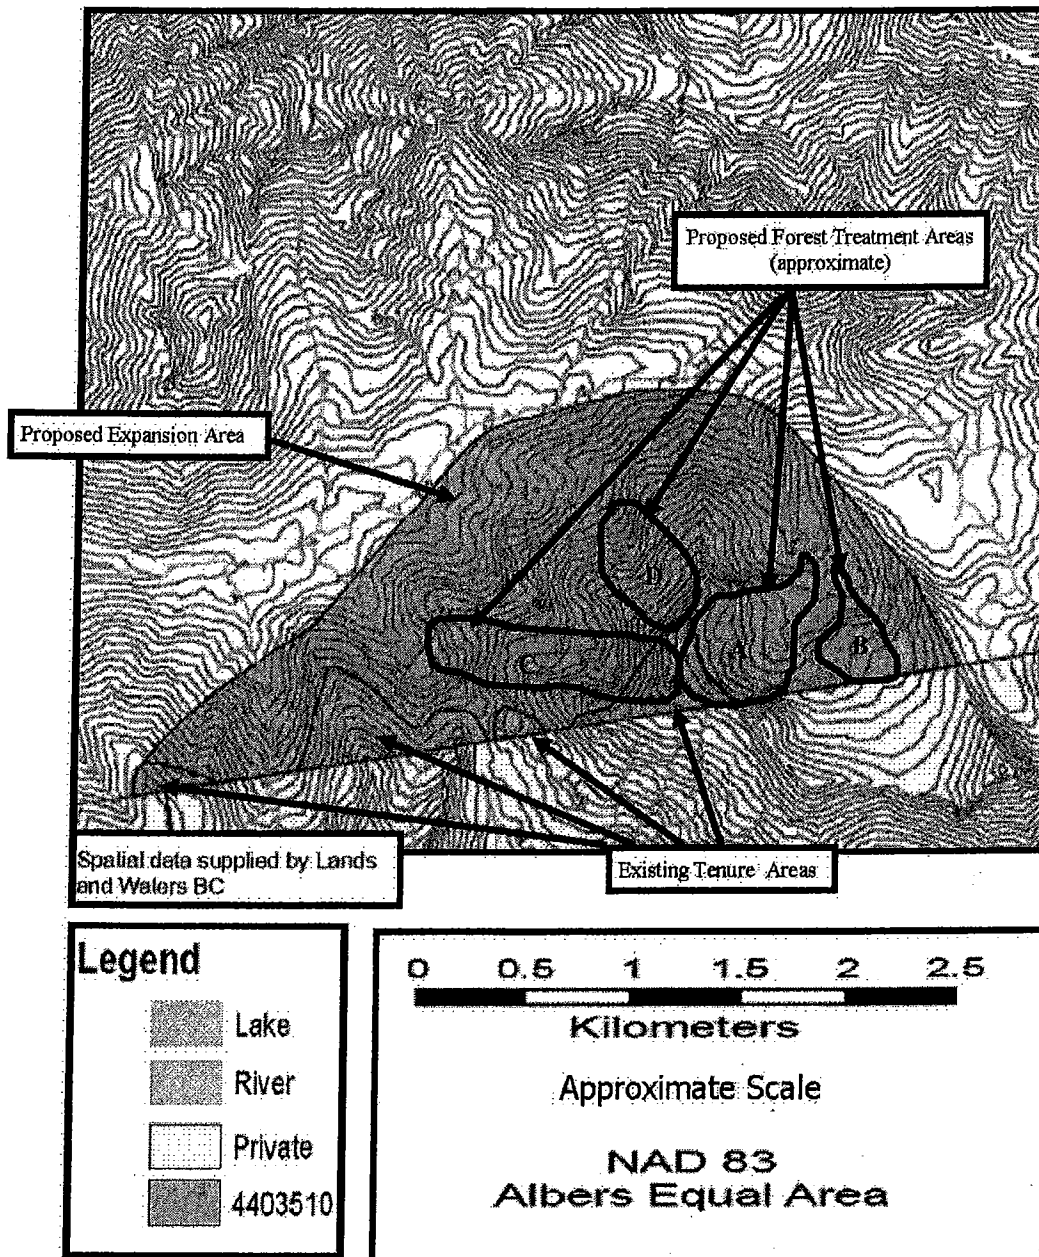 Proposed Forest Treatment Areas
(approximate)
Proposed Expansion Area
D
A
B
C
Spatial data supplied by Lands
and Waters BC
Existing Tenure Areas
Legend
Lake
River
Private
4403510
0 0.5 1 1.5 2 2.5
Kilometers
Approximate Scale
NAD 83
Albers Equal Area